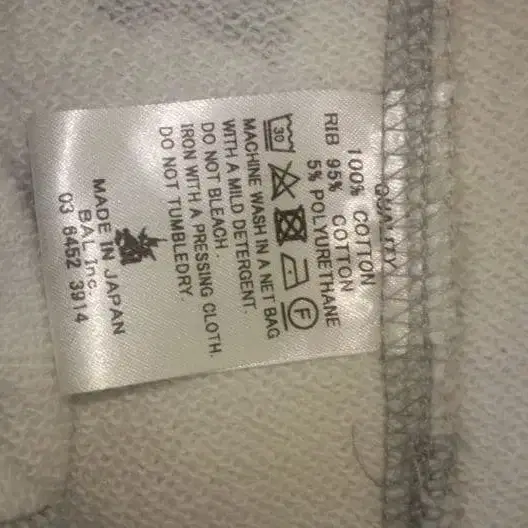 QUALITY
100% COTTON
RIB 95% COTTON
5% POLYURETHANE
30 F
MACHINE WASH IN A NET BAG
WITH A MILD DETERGENT.
DO NOT BLEACH.
IRON WITH A PRESSING CLOTH.
DO NOT TUMBLEDRY.
MADE IN JAPAN
BAL Inc.
03 6452 3914